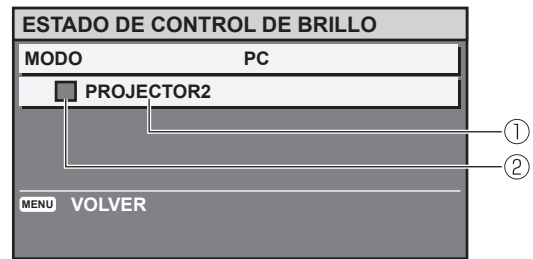 ESTADO DE CONTROL DE BRILLO
MODO PC
PROJECTOR2
①
②
MENU VOLVER